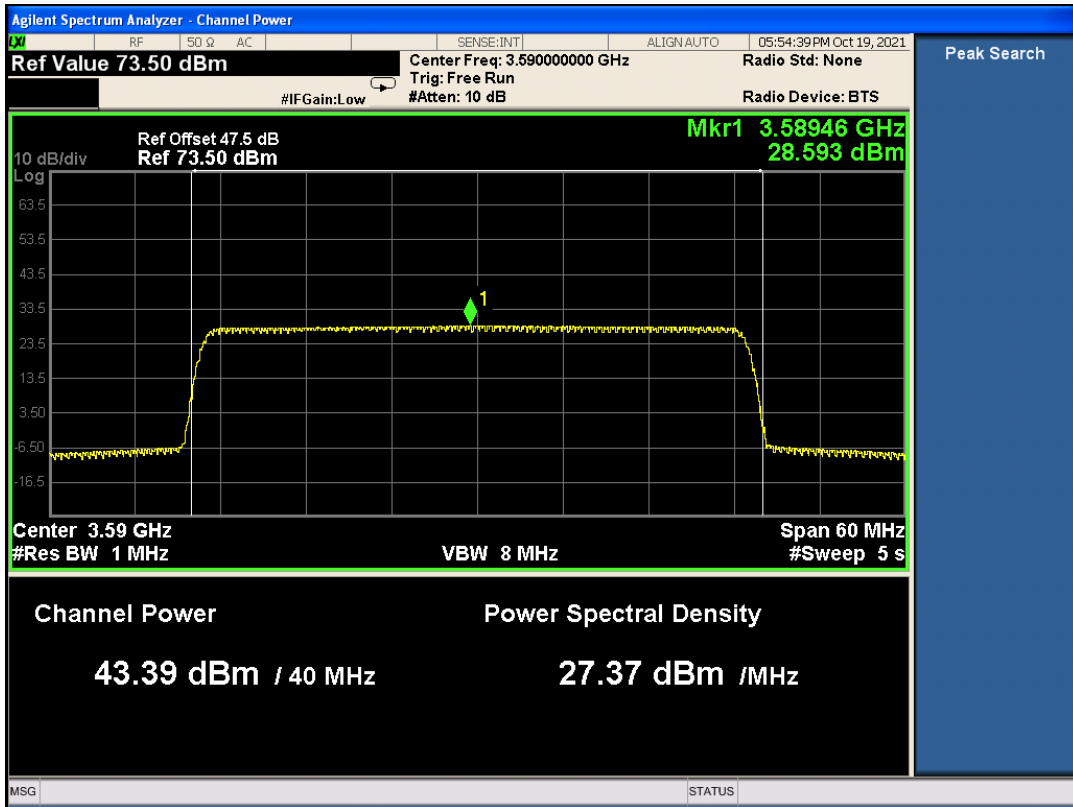 Agilent Spectrum Analyzer - Channel Power
LXI RF 50 Ω AC SENSE:INT ALIGN AUTO 05:54:39 PM Oct 19, 2021
Ref Value 73.50 dBm
Center Freq: 3.590000000 GHz
Radio Std: None
Trig: Free Run
#IFGain:Low
#Atten: 10 dB
Radio Device: BTS
Peak Search
Mkr1 3.58946 GHz
28.593 dBm
Ref Offset 47.5 dB
10 dB/div Ref 73.50 dBm
Log
63.5
53.5
43.5
33.5
23.5
13.5
3.50
-6.50
-16.5
1
Center 3.59 GHz Span 60 MHz
#Res BW 1 MHz VBW 8 MHz #Sweep 5 s
Channel Power Power Spectral Density
43.39 dBm / 40 MHz 27.37 dBm /MHz
MSG STATUS